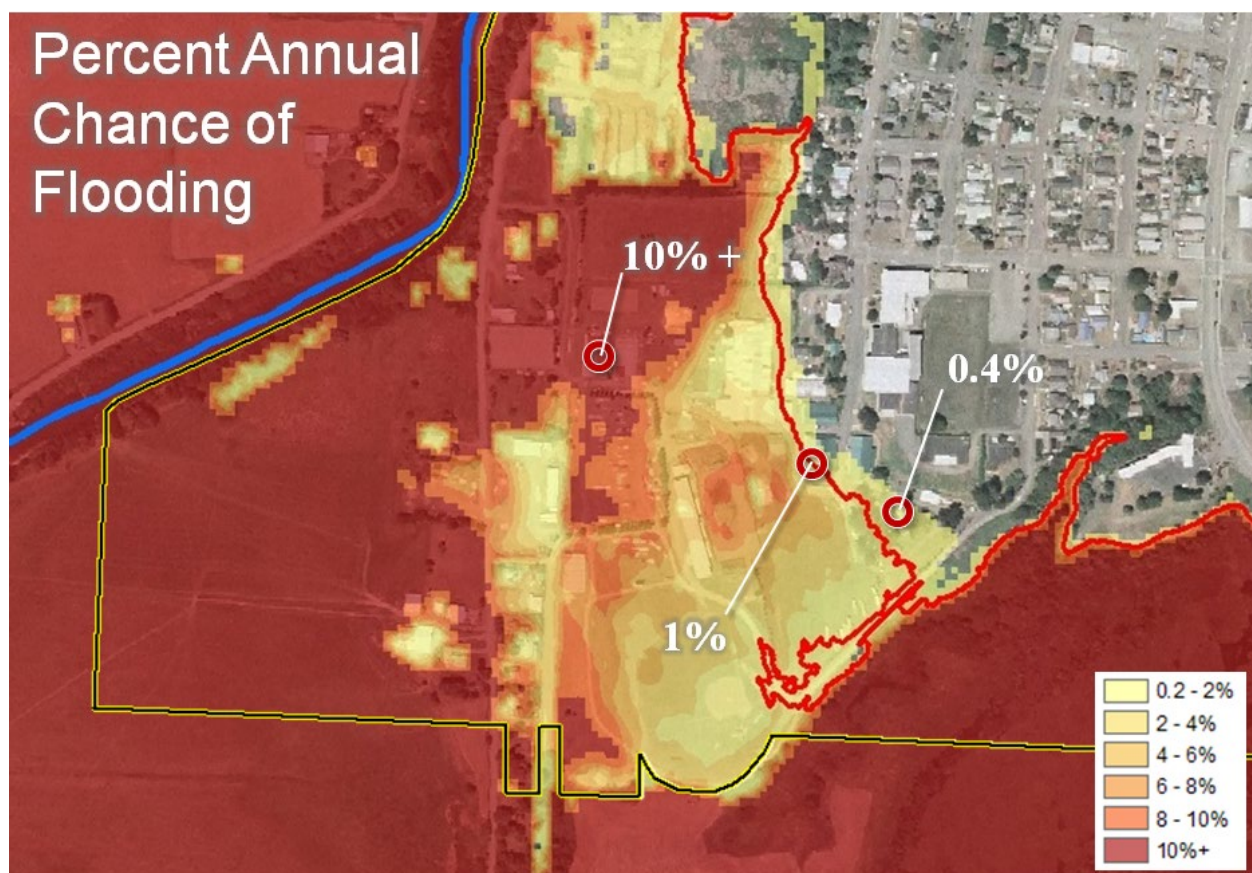 Percent Annual
Chance of
Flooding
10% +
0.4%
1%
0.2 - 2%
2 - 4%
4 - 6%
6 - 8%
8 - 10%
10%+